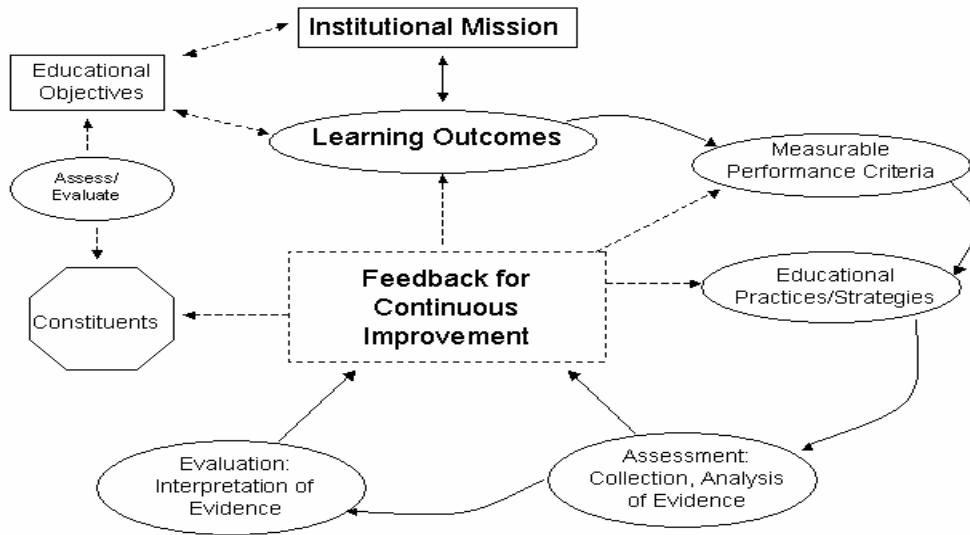 Institutional Mission
Educational
Objectives
Learning Outcomes
Measurable
Performance Criteria
Assess/
Evaluate
Feedback for
Continuous
Improvement
Educational
Practices/Strategies
Constituents
Evaluation:
Interpretation of
Evidence
Assessment:
Collection, Analysis
of Evidence